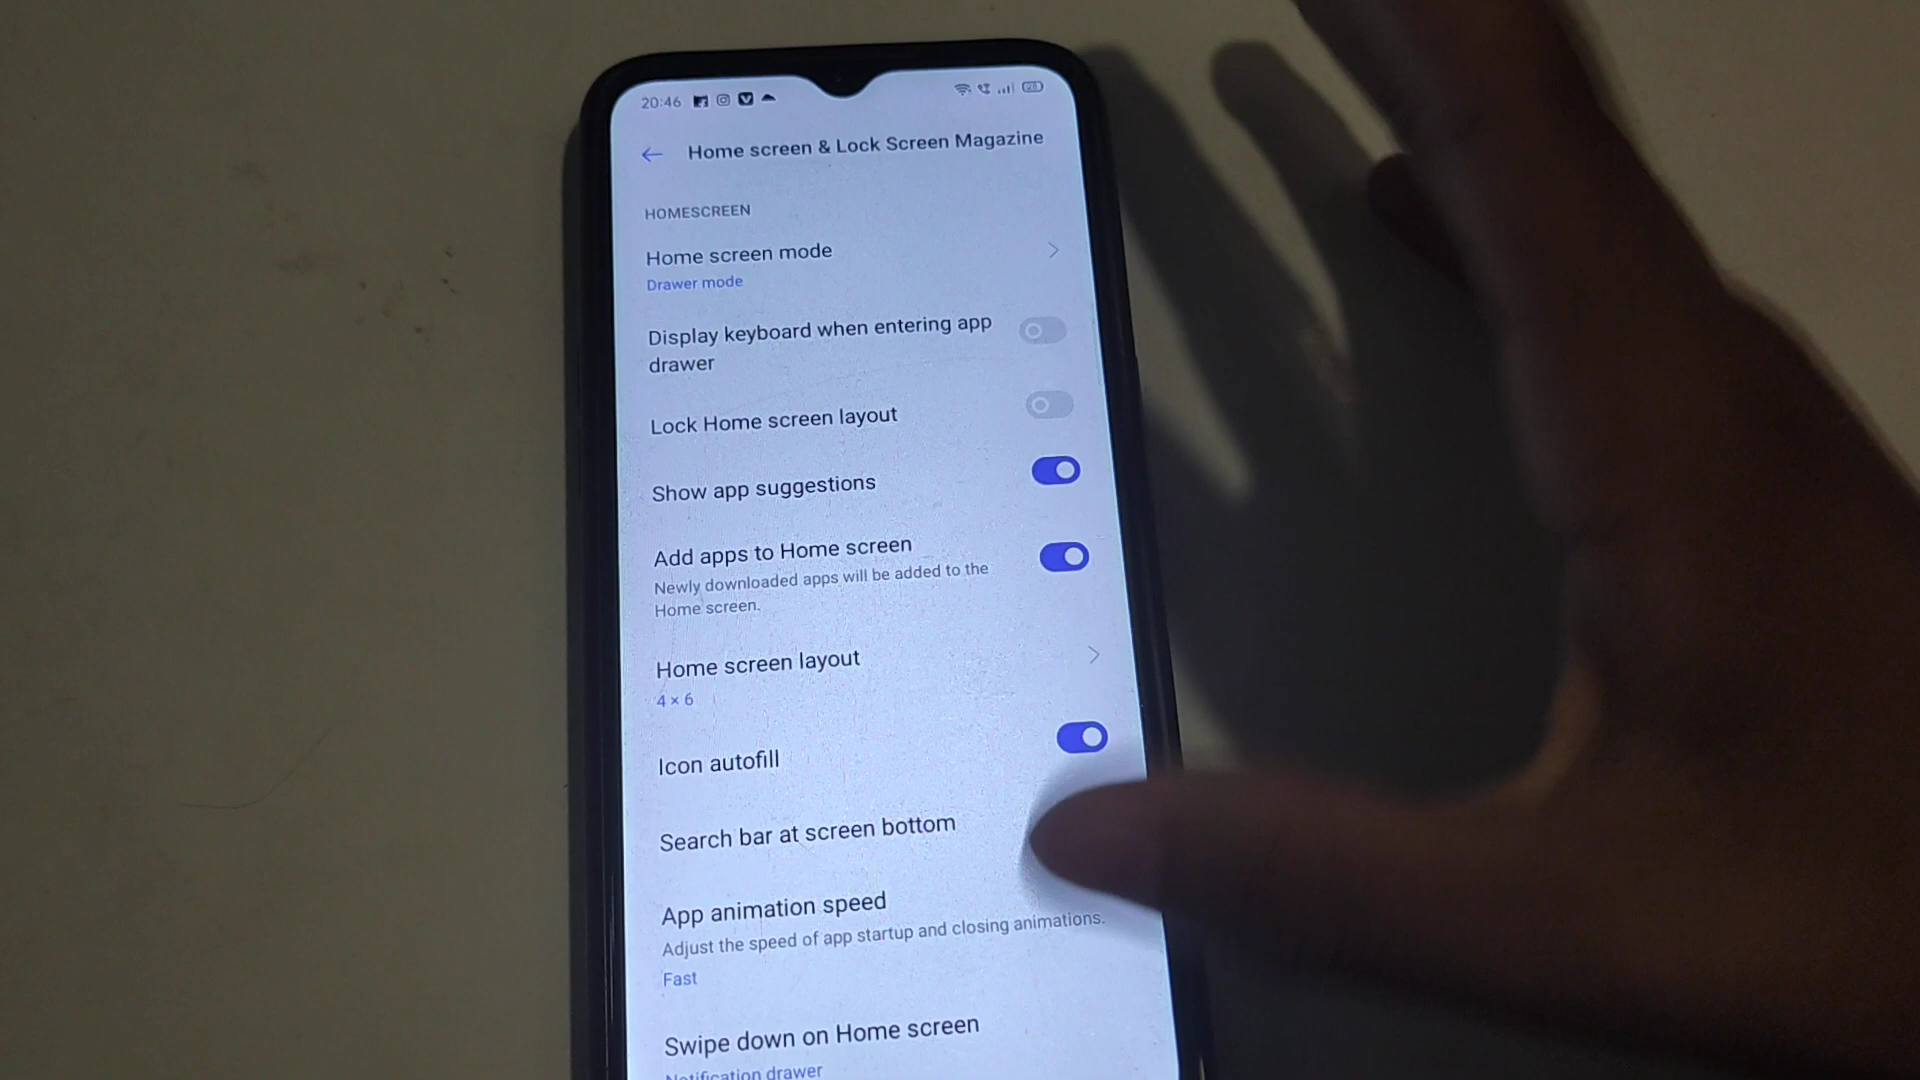 20:46
Home screen & Lock Screen Magazine
HOMESCREEN
Home screen mode
Drawer mode
Display keyboard when entering app
drawer
Lock Home screen layout
Show app suggestions
Add apps to Home screen
Newly downloaded apps will be added to the
Home screen.
Home screen layout
4 × 6
Icon autofill
Search bar at screen bottom
App animation speed
Adjust the speed of app startup and closing animations.
Fast
Swipe down on Home screen
Notification drawer